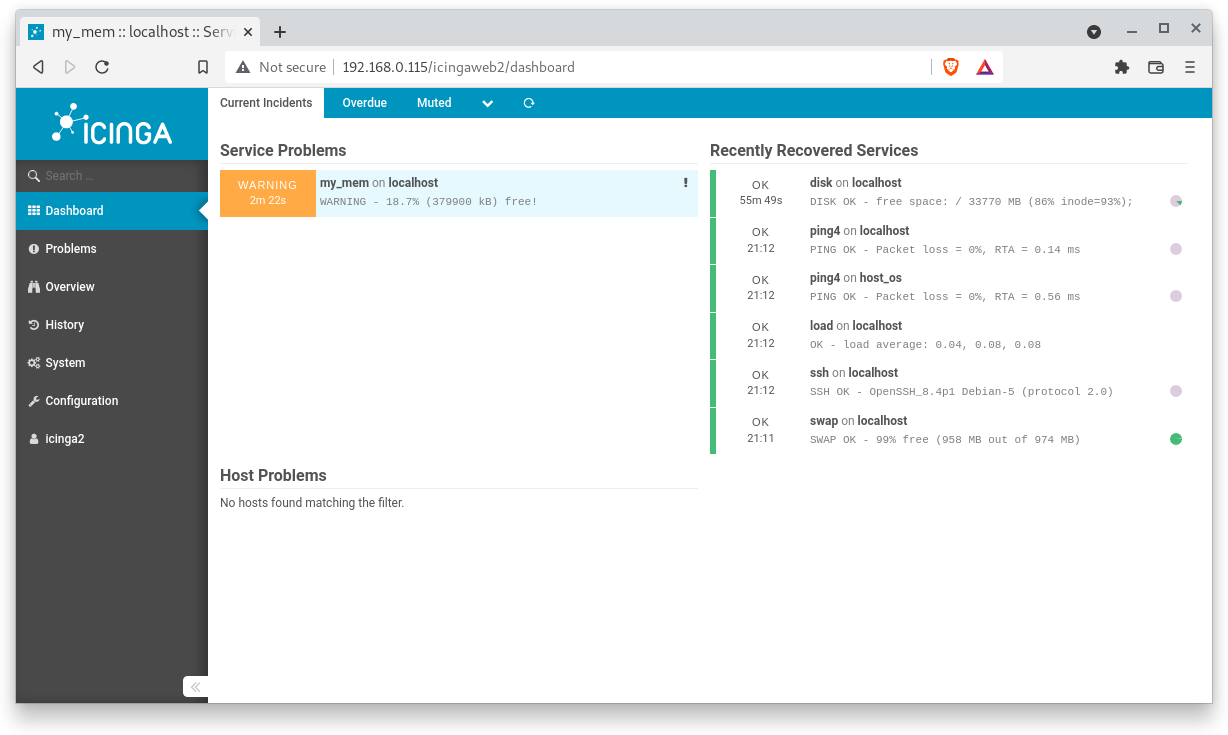 my_mem :: localhost :: Serv
Not secure
192.168.0.115/icingaweb2/dashboard
ICINGA
Search ...
Dashboard
Problems
Overview
History
System
Configuration
icinga2
Current Incidents
Overdue
Muted
Service Problems
WARNING
2m 22s
my_mem on localhost
WARNING - 18.7% (379900 kB) free!
Host Problems
No hosts found matching the filter.
Recently Recovered Services
OK
55m 49s
disk on localhost
DISK OK - free space: / 33770 MB (86% inode=93%);
OK
21:12
ping4 on localhost
PING OK - Packet loss = 0%, RTA = 0.14 ms
OK
21:12
ping4 on host_os
PING OK - Packet loss = 0%, RTA = 0.56 ms
OK
21:12
load on localhost
OK - load average: 0.04, 0.08, 0.08
OK
21:12
ssh on localhost
SSH OK - OpenSSH_8.4p1 Debian-5 (protocol 2.0)
OK
21:11
swap on localhost
SWAP OK - 99% free (958 MB out of 974 MB)